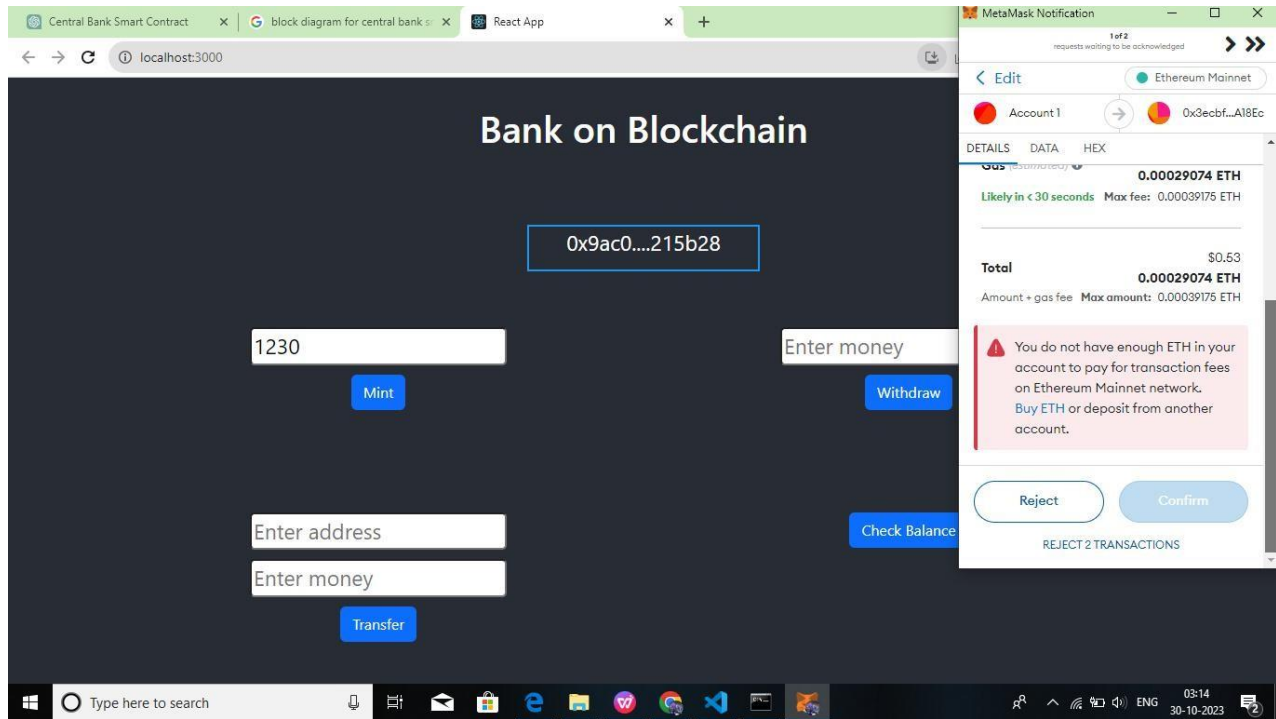 Central Bank Smart Contract
block diagram for central bank s
React App
localhost:3000
Bank on Blockchain
0x9ac0....215b28
1230
Mint
Enter money
Withdraw
Enter address
Enter money
Transfer
Check Balance
MetaMask Notification
1 of 2
requests waiting to be acknowledged
Edit
Ethereum Mainnet
Account 1
0x3ecbf...A18Ec
DETAILS DATA HEX
Gas (estimated)
0.00029074 ETH
Likely in < 30 seconds Max fee: 0.00039175 ETH
$0.53
Total
0.00029074 ETH
Amount + gas fee Max amount: 0.00039175 ETH
You do not have enough ETH in your
account to pay for transaction fees
on Ethereum Mainnet network.
Buy ETH or deposit from another
account.
Reject
Confirm
REJECT 2 TRANSACTIONS
Type here to search
ENG
03:14
30-10-2023
2